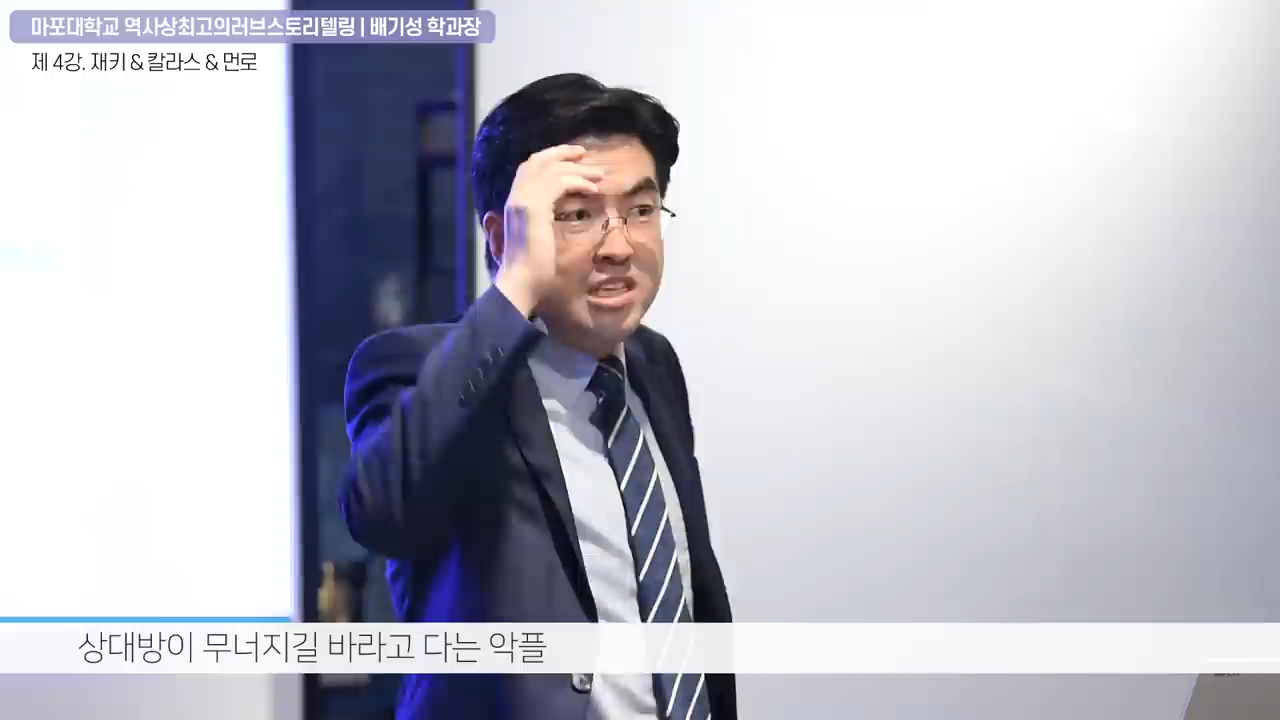 마포대학교 역사상최고의러브스토리텔링 | 배기성 학과장
제 4강. 재키 & 칼라스 & 먼로
상대방이 무너지길 바라고 다는 악플